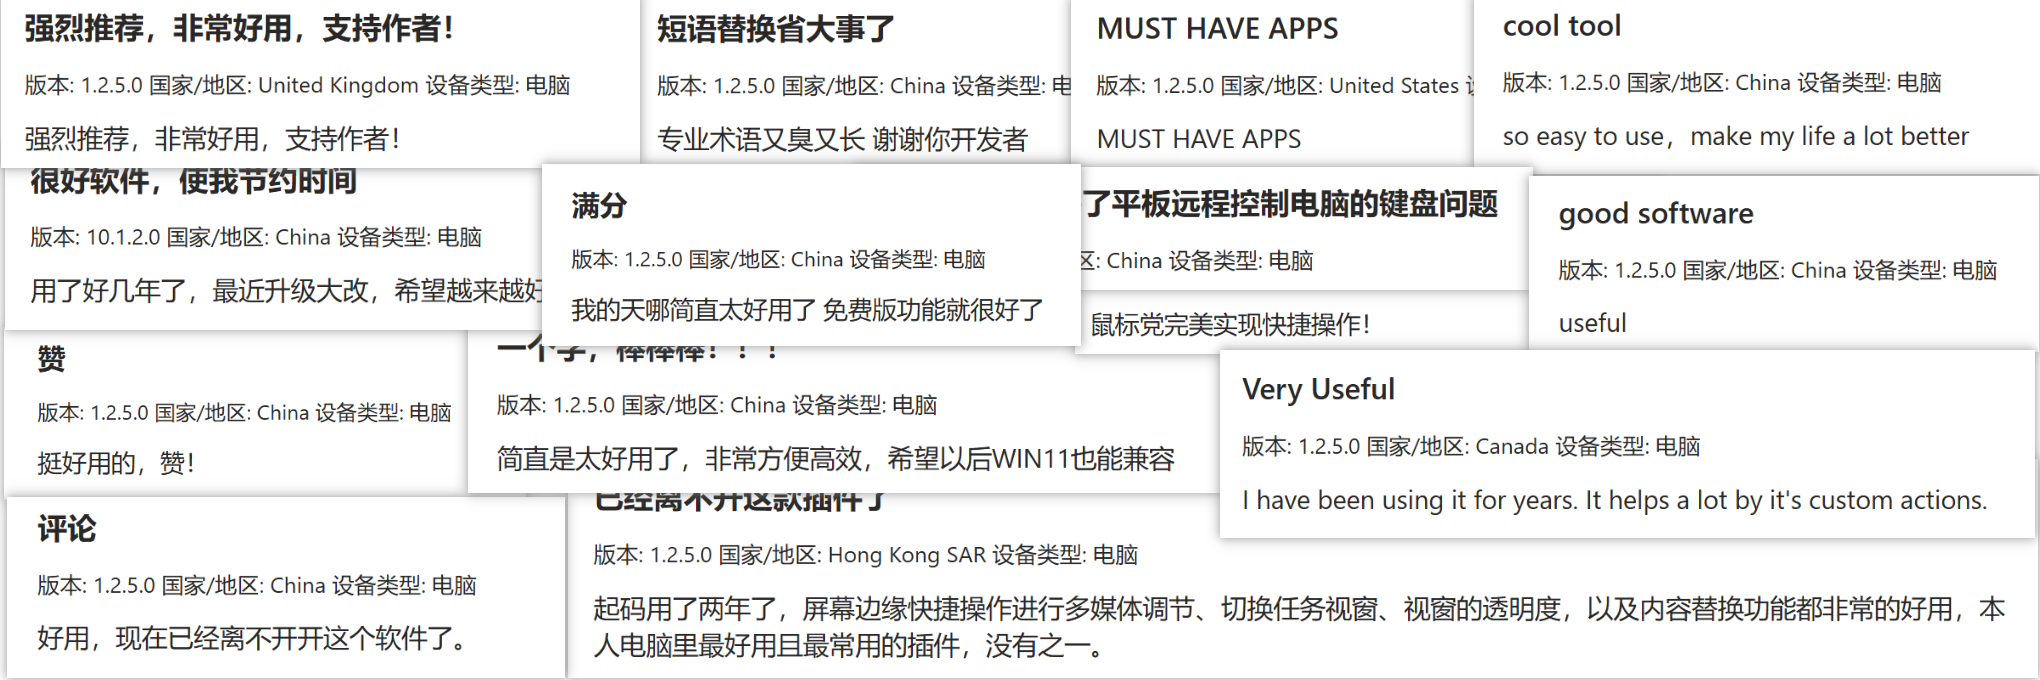 强烈推荐，非常好用，支持作者！
版本: 1.2.5.0 国家/地区: United Kingdom 设备类型: 电脑
强烈推荐，非常好用，支持作者！
短语替换省大事了
版本: 1.2.5.0 国家/地区: China 设备类型: 电
专业术语又臭又长 谢谢你开发者
MUST HAVE APPS
版本: 1.2.5.0 国家/地区: United States
MUST HAVE APPS
cool tool
版本: 1.2.5.0 国家/地区: China 设备类型: 电脑
so easy to use，make my life a lot better
很好软件，使我节约时间
版本: 10.1.2.0 国家/地区: China 设备类型: 电脑
用了好几年了，最近升级大改，希望越来越好
满分
版本: 1.2.5.0 国家/地区: China 设备类型: 电脑
我的天哪简直太好用了 免费版功能就很好了
了平板远程控制电脑的键盘问题
区: China 设备类型: 电脑
鼠标党完美实现快捷操作！
good software
版本: 1.2.5.0 国家/地区: China 设备类型: 电脑
useful
赞
版本: 1.2.5.0 国家/地区: China 设备类型: 电脑
挺好用的，赞！
一个字，棒棒棒！！！
版本: 1.2.5.0 国家/地区: China 设备类型: 电脑
简直是太好用了，非常方便高效，希望以后WIN11也能兼容
Very Useful
版本: 1.2.5.0 国家/地区: Canada 设备类型: 电脑
I have been using it for years. It helps a lot by it's custom actions.
评论
版本: 1.2.5.0 国家/地区: China 设备类型: 电脑
好用，现在已经离不开开这个软件了。
已经离不开这款插件了
版本: 1.2.5.0 国家/地区: Hong Kong SAR 设备类型: 电脑
起码用了两年了，屏幕边缘快捷操作进行多媒体调节、切换任务视窗、视窗的透明度，以及内容替换功能都非常的好用，本
人电脑里最好用且最常用的插件，没有之一。